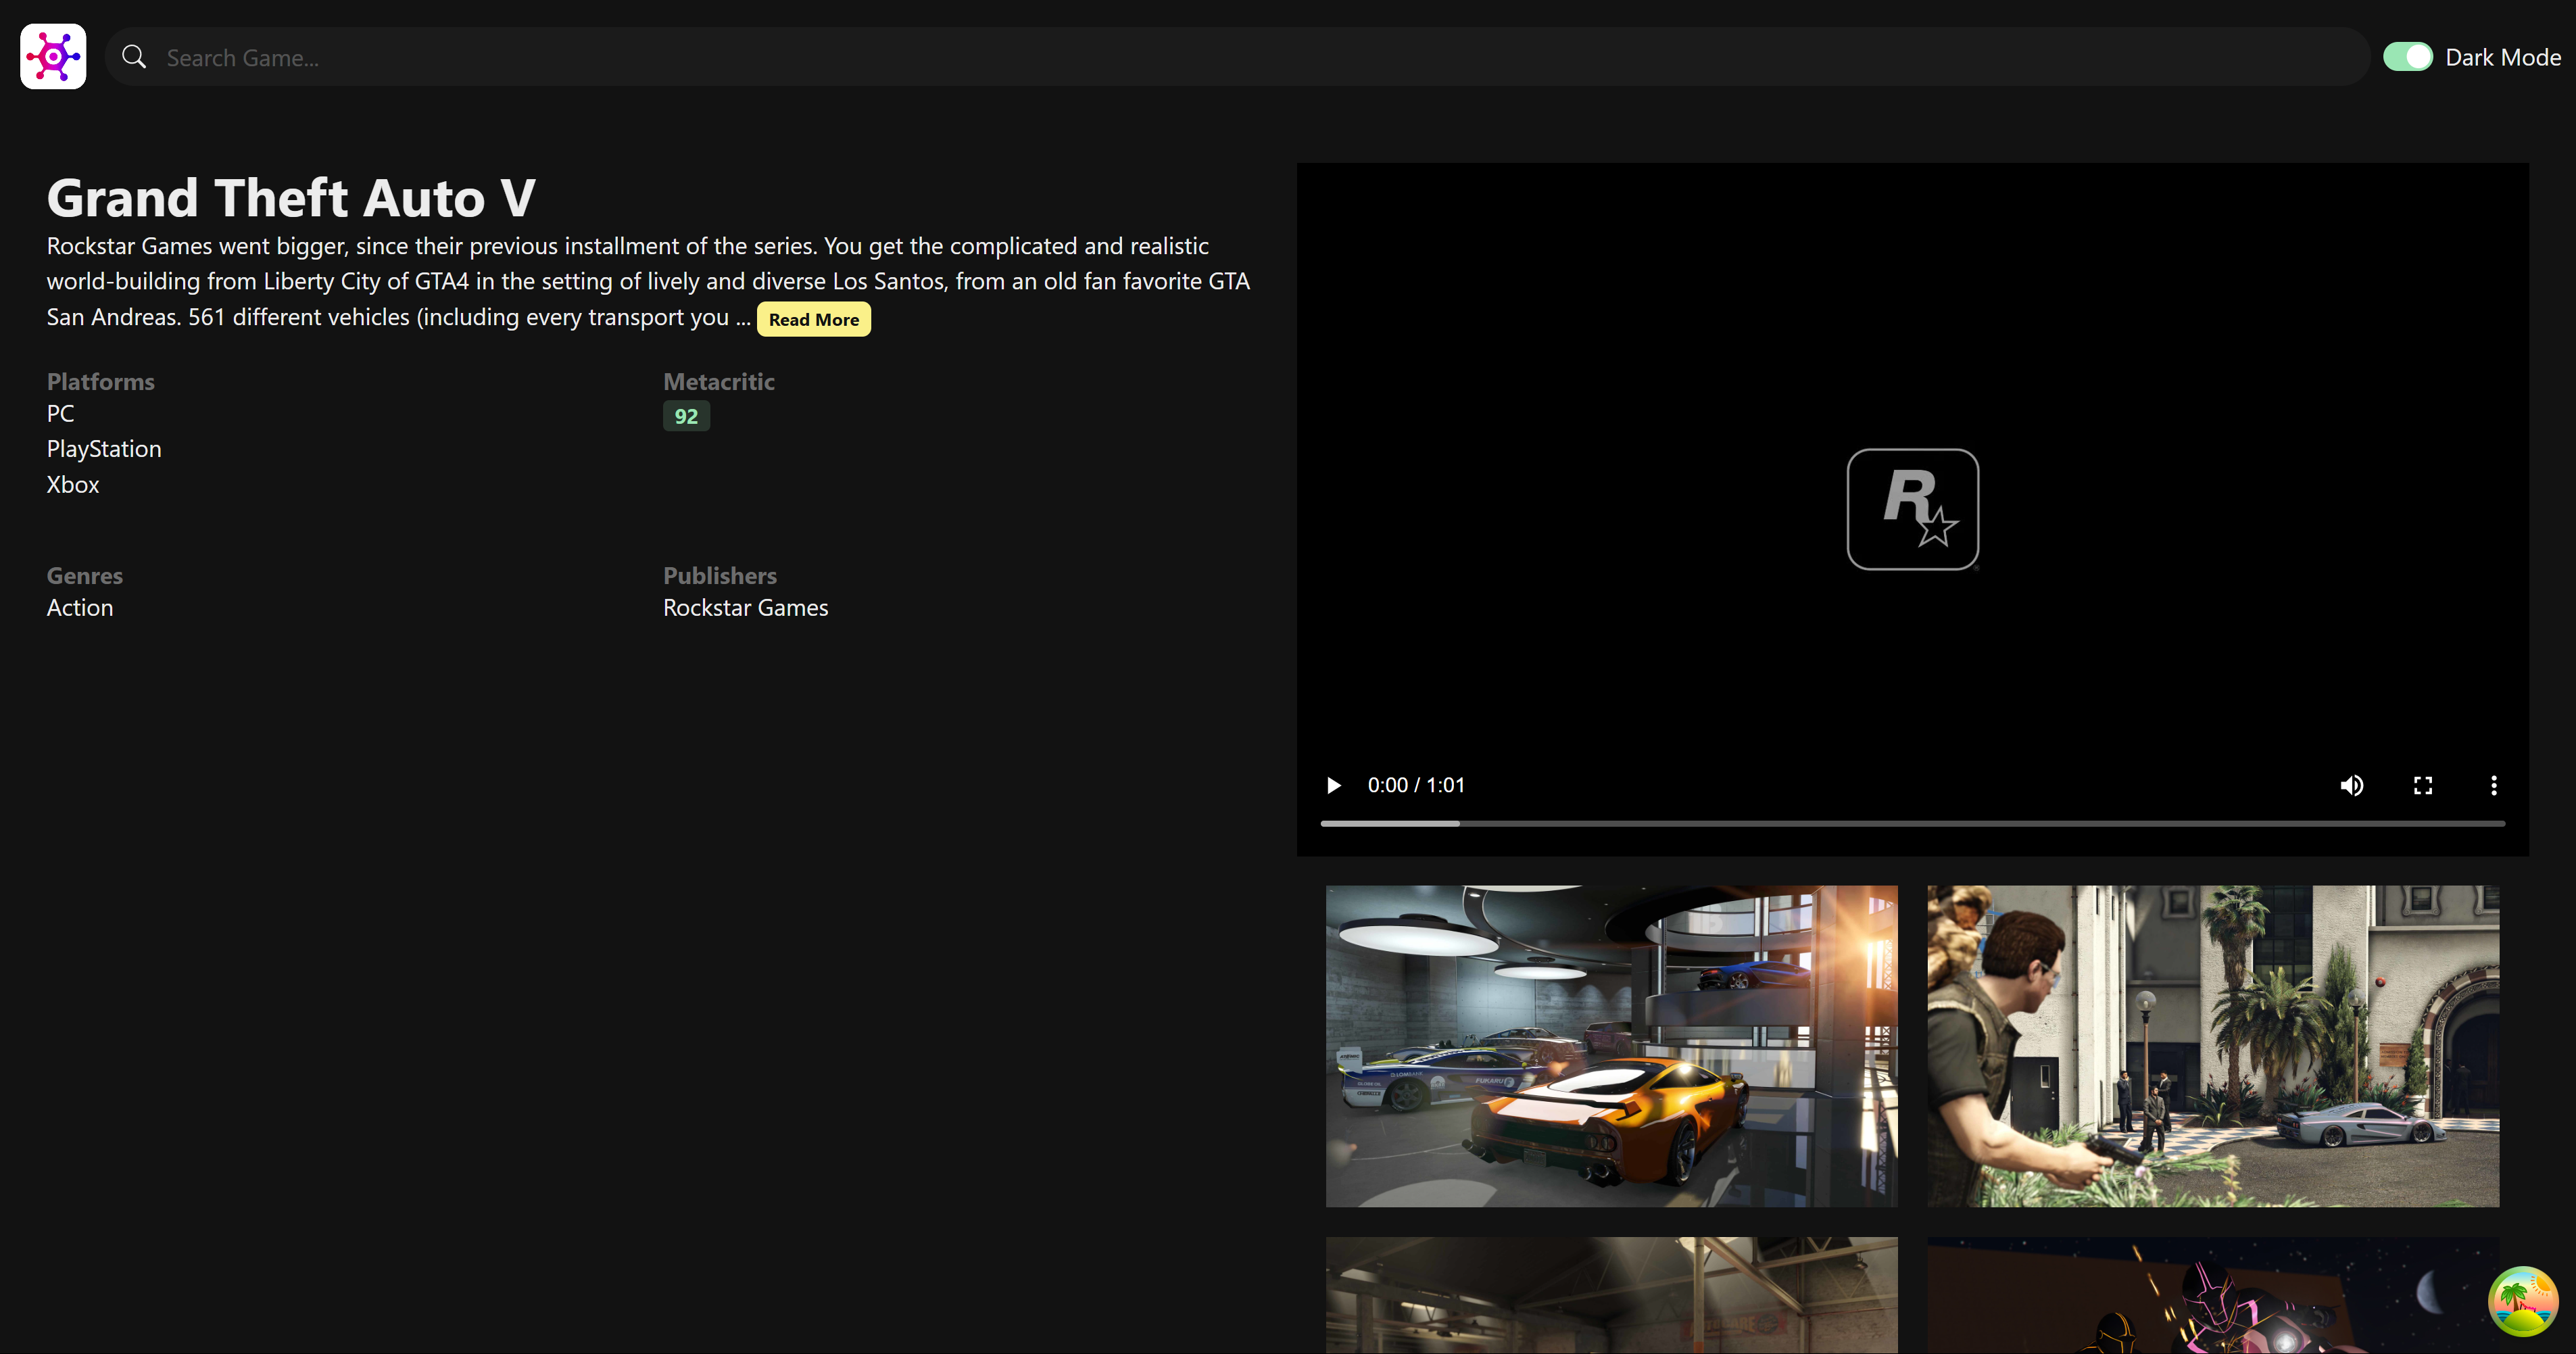 Search Game...
Dark Mode
Grand Theft Auto V
Rockstar Games went bigger, since their previous installment of the series. You get the complicated and realistic
world-building from Liberty City of GTA4 in the setting of lively and diverse Los Santos, from an old fan favorite GTA
San Andreas. 561 different vehicles (including every transport you ... Read More
Platforms
PC
PlayStation
Xbox
Metacritic
92
Genres
Action
Publishers
Rockstar Games
R
0:00 / 1:01
FUKARU